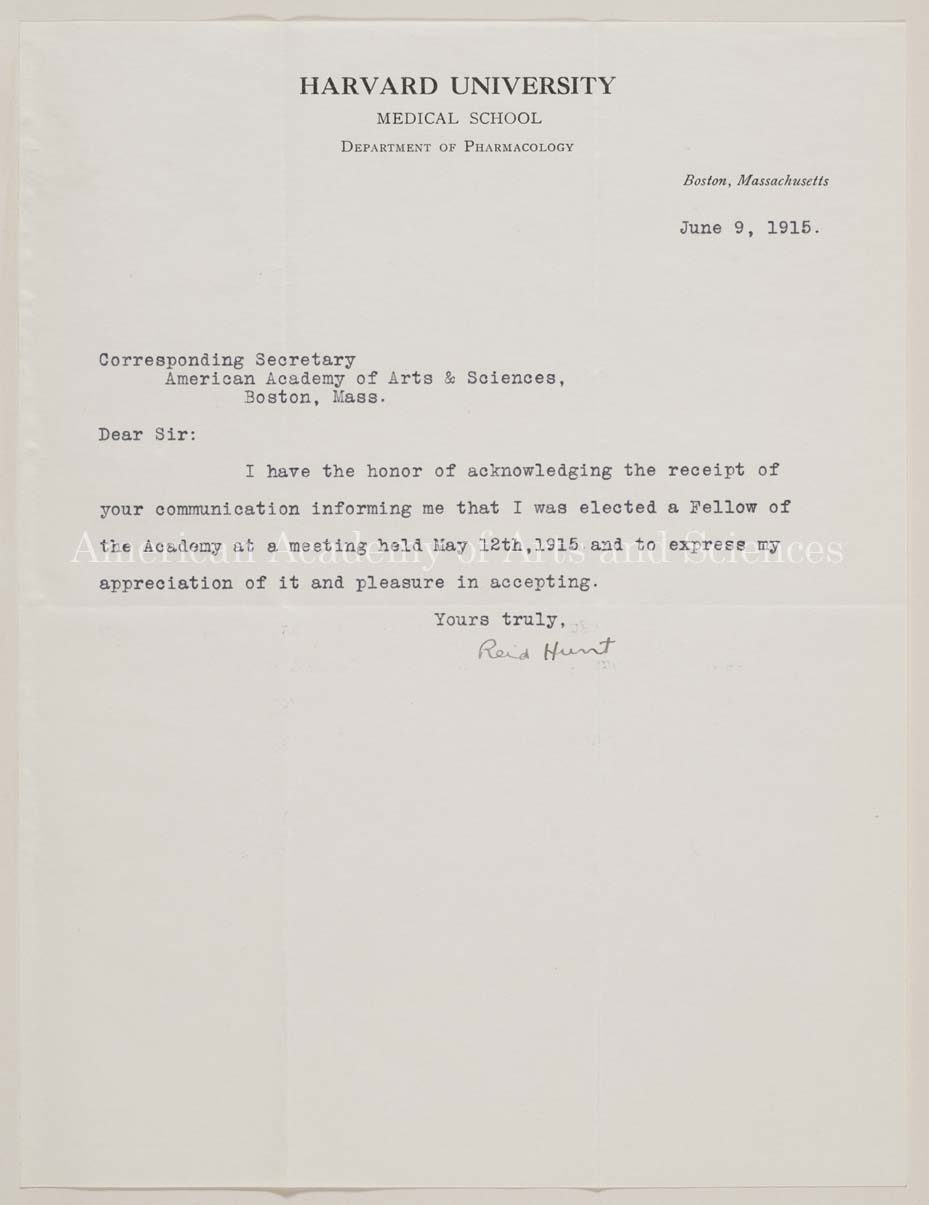 HARVARD UNIVERSITY
MEDICAL SCHOOL
DEPARTMENT OF PHARMACOLOGY
Boston, Massachusetts
June 9, 1915.
Corresponding Secretary
American Academy of Arts & Sciences,
Boston, Mass.
Dear Sir:
I have the honor of acknowledging the receipt of
your communication informing me that I was elected a Fellow of
the Academy at a meeting held May 12th,1915 and to express my
American Academy of Arts and Sciences
appreciation of it and pleasure in accepting.
Yours truly,
Reid Hunt